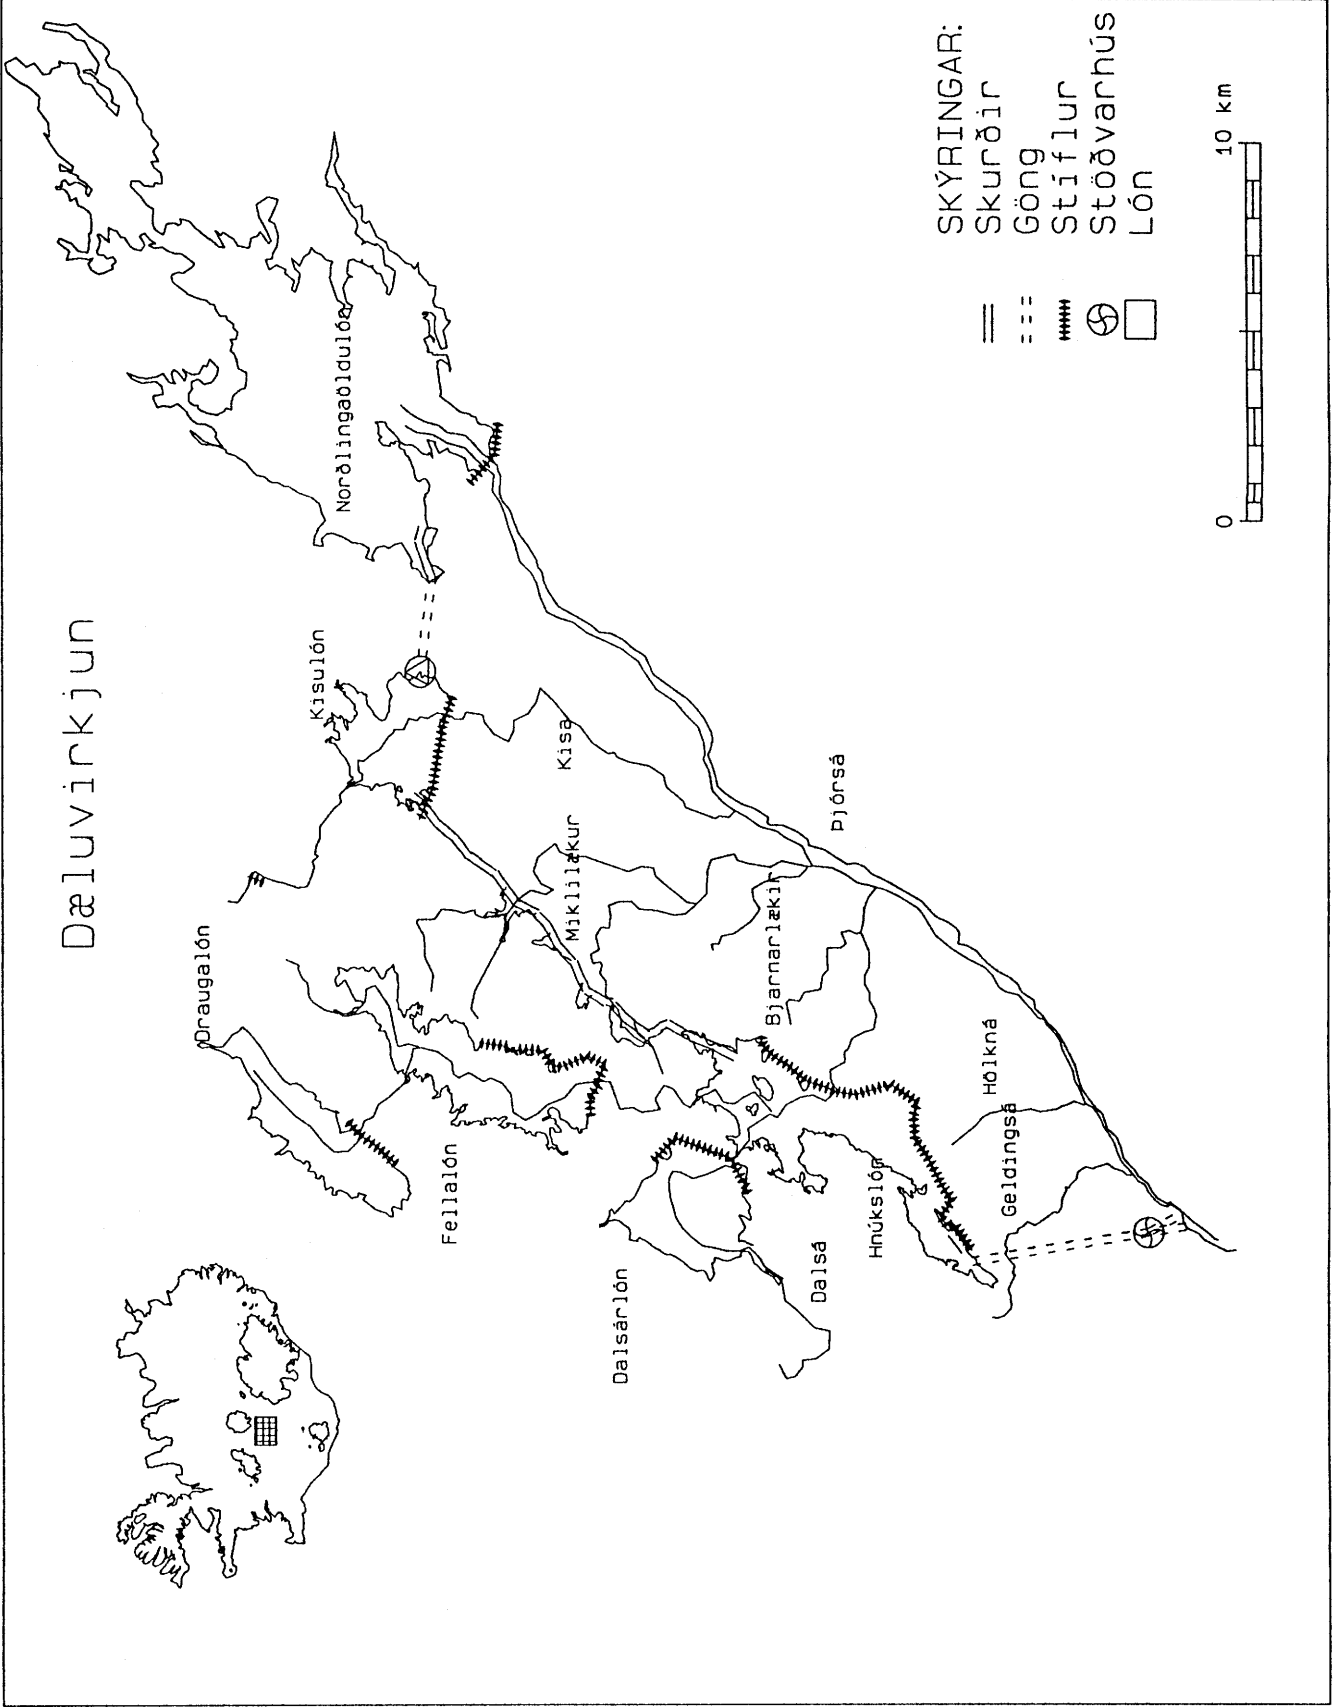 Dæluvirkjun
Draugalón
Kisulón
Norðlingaöldulón
Fellalón
Miklilækur
Kisa
Dalsárlón
Bjarnarlækir
Þjórsá
Dalsá
Hnúkslón
Hölkná
Geldingsá
SKÝRINGAR:
Skurðir
Göng
Stíflur
Stöðvarhús
Lón
0 10 km